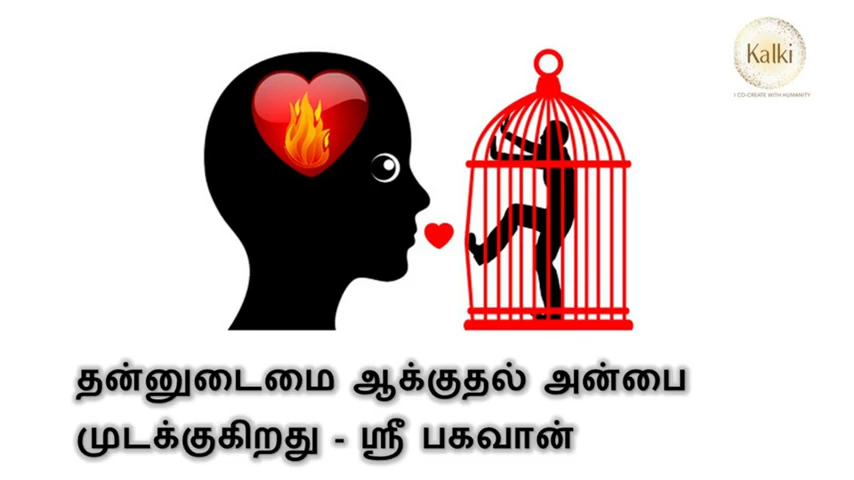 Kalki
I CO-CREATE WITH HUMANITY
தன்னுடைமை ஆக்குதல் அன்பை
முடக்குகிறது - ஸ்ரீ பகவான்